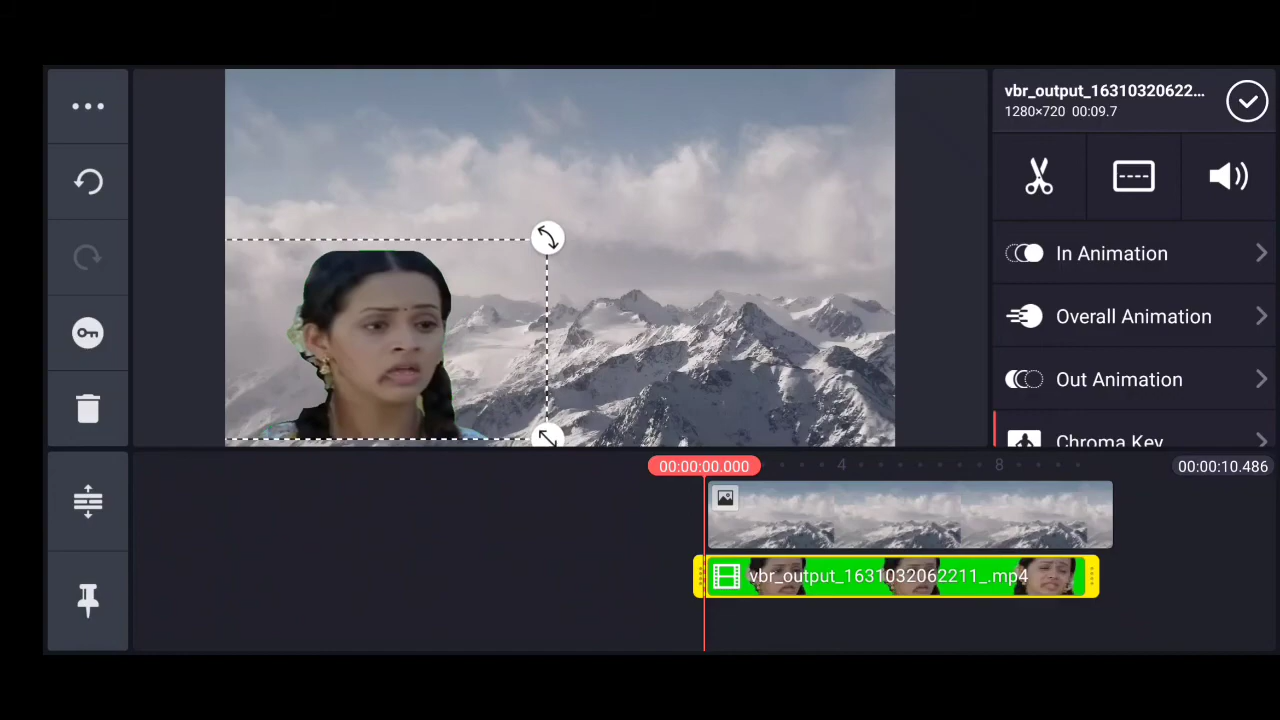 vbr_output_16310320622...
1280×720 00:09.7
In Animation
Overall Animation
Out Animation
Chroma Key
00:00:00.000
4
8
00:00:10.486
vbr_output_1631032062211_.mp4